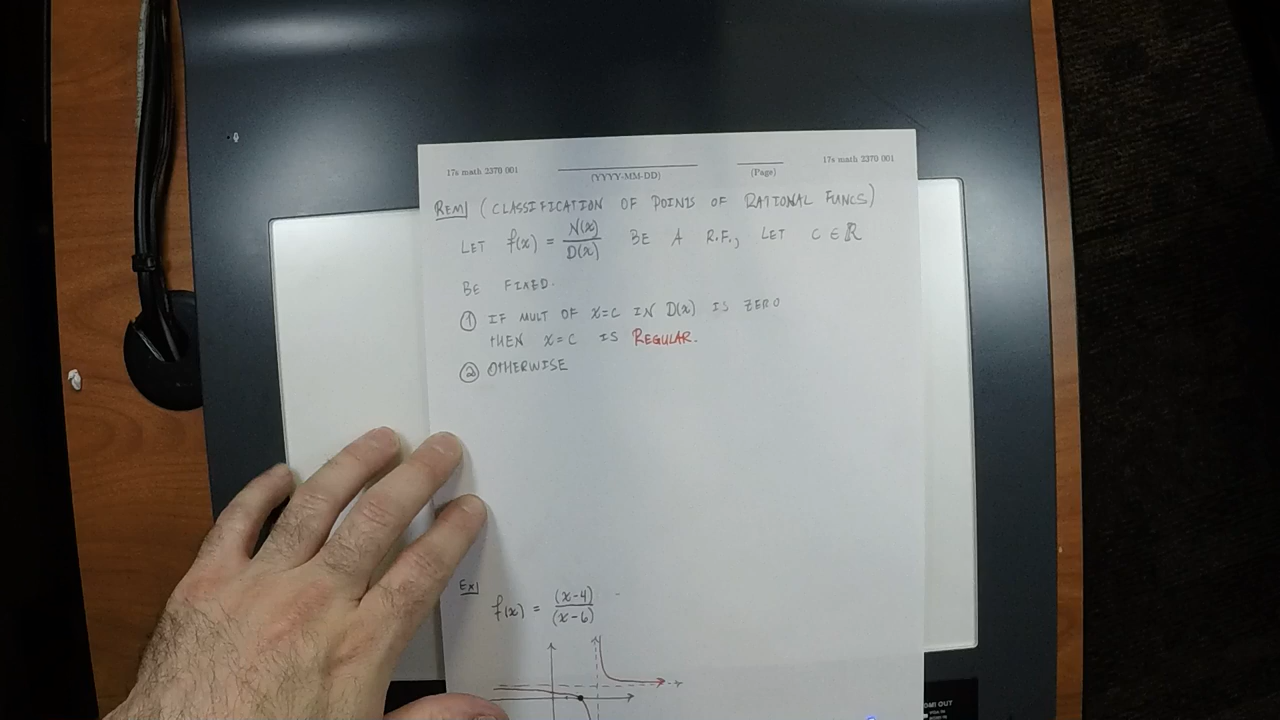 17s math 2370 001
(YYYY-MM-DD)
(Page)
17s math 2370 001
REM (CLASSIFICATION OF POINTS OF RATIONAL FUNCS)
LET f(x) = N(x)/D(x) BE A R.F., LET C ∈ ℝ
BE FIXED.
① IF MULT OF x=C IN D(x) IS ZERO
THEN x=C IS REGULAR.
② OTHERWISE
EX
f(x) = (x-4)/(x-6)